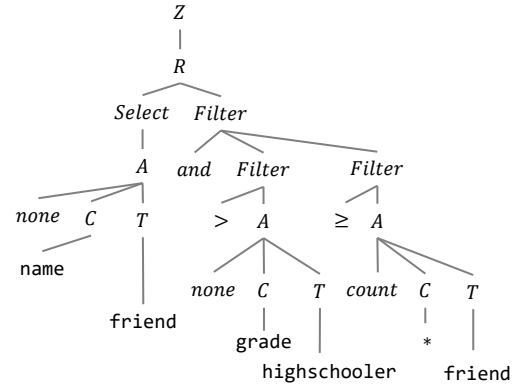 Z
R
Select Filter
A and Filter Filter
none C T > A ≥ A
name
none C T count C T
friend
grade *
highschooler friend